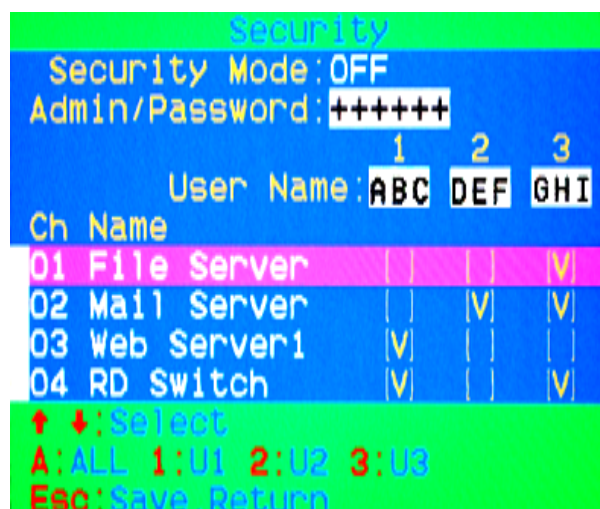 Security
Security Mode:OFF
Admin/Password:++++++
1 2 3
User Name:ABC DEF GHI
Ch Name
01 File Server [ ] [ ] [V]
02 Mail Server [ ] [V] [V]
03 Web Server1 [V] [ ] [ ]
04 RD Switch [V] [ ] [V]
↑ ↓:Select
A:ALL 1:U1 2:U2 3:U3
Esc:Save Return